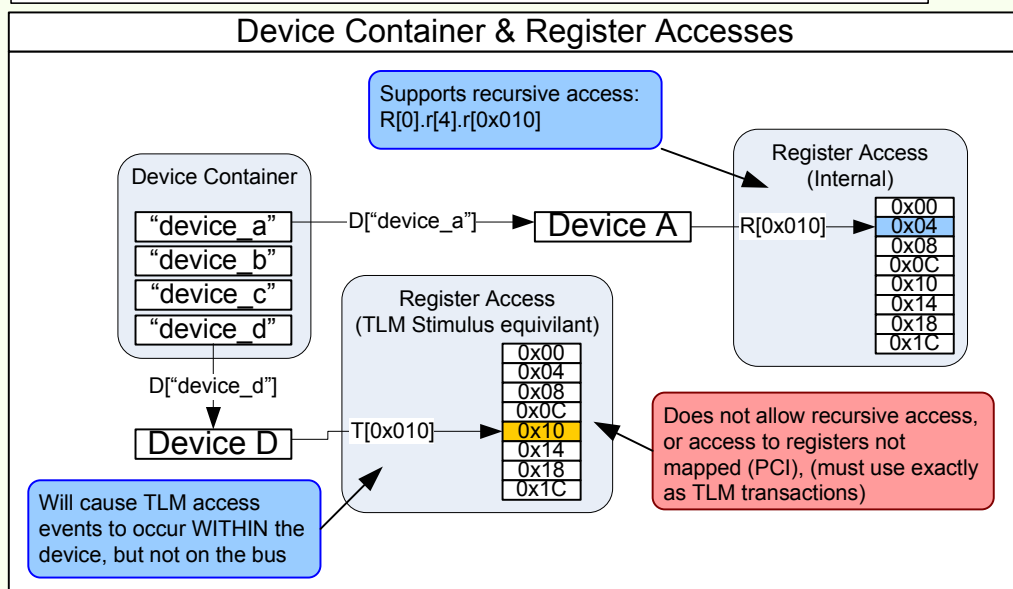 Device Container & Register Accesses
Supports recursive access:
R[0].r[4].r[0x010]
Device Container
“device_a”
“device_b”
“device_c”
“device_d”
D[“device_a”]
Device A
R[0x010]
Register Access
(Internal)
0x00
0x04
0x08
0x0C
0x10
0x14
0x18
0x1C
D[“device_d”]
Device D
T[0x010]
Register Access
(TLM Stimulus equivilant)
0x00
0x04
0x08
0x0C
0x10
0x14
0x18
0x1C
Does not allow recursive access,
or access to registers not
mapped (PCI), (must use exactly
as TLM transactions)
Will cause TLM access
events to occur WITHIN the
device, but not on the bus